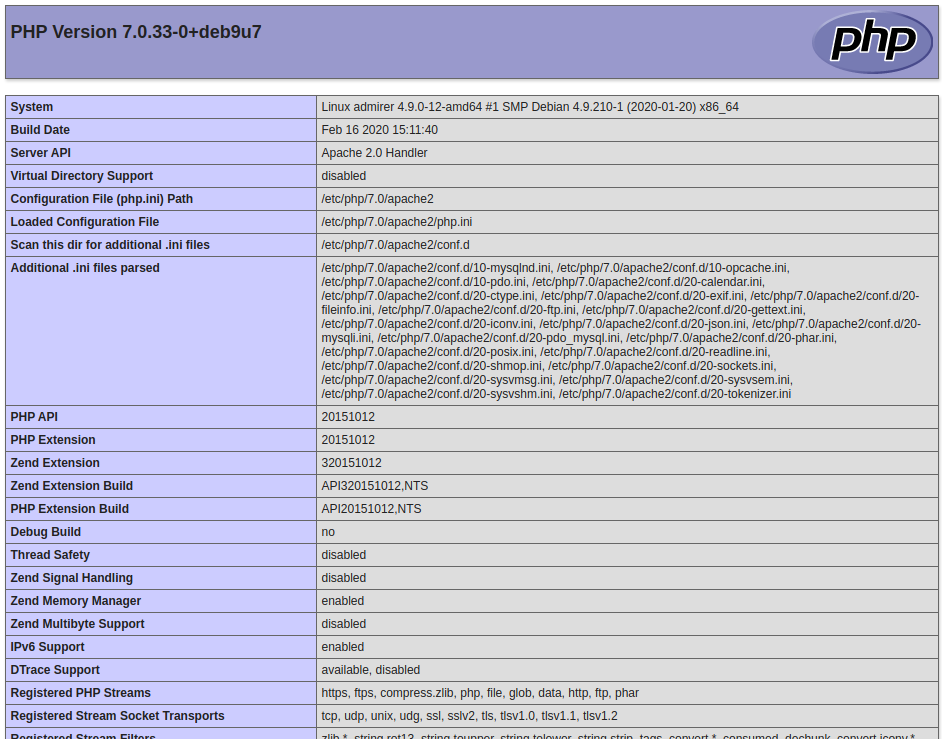 PHP Version 7.0.33-0+deb9u7
php
System Linux admirer 4.9.0-12-amd64 #1 SMP Debian 4.9.210-1 (2020-01-20) x86_64
Build Date Feb 16 2020 15:11:40
Server API Apache 2.0 Handler
Virtual Directory Support disabled
Configuration File (php.ini) Path /etc/php/7.0/apache2
Loaded Configuration File /etc/php/7.0/apache2/php.ini
Scan this dir for additional .ini files /etc/php/7.0/apache2/conf.d
Additional .ini files parsed /etc/php/7.0/apache2/conf.d/10-mysqlnd.ini, /etc/php/7.0/apache2/conf.d/10-opcache.ini,
/etc/php/7.0/apache2/conf.d/10-pdo.ini, /etc/php/7.0/apache2/conf.d/20-calendar.ini,
/etc/php/7.0/apache2/conf.d/20-ctype.ini, /etc/php/7.0/apache2/conf.d/20-exif.ini, /etc/php/7.0/apache2/conf.d/20-
fileinfo.ini, /etc/php/7.0/apache2/conf.d/20-ftp.ini, /etc/php/7.0/apache2/conf.d/20-gettext.ini,
/etc/php/7.0/apache2/conf.d/20-iconv.ini, /etc/php/7.0/apache2/conf.d/20-json.ini, /etc/php/7.0/apache2/conf.d/20-
mysqli.ini, /etc/php/7.0/apache2/conf.d/20-pdo_mysql.ini, /etc/php/7.0/apache2/conf.d/20-phar.ini,
/etc/php/7.0/apache2/conf.d/20-posix.ini, /etc/php/7.0/apache2/conf.d/20-readline.ini,
/etc/php/7.0/apache2/conf.d/20-shmop.ini, /etc/php/7.0/apache2/conf.d/20-sockets.ini,
/etc/php/7.0/apache2/conf.d/20-sysvmsg.ini, /etc/php/7.0/apache2/conf.d/20-sysvsem.ini,
/etc/php/7.0/apache2/conf.d/20-sysvshm.ini, /etc/php/7.0/apache2/conf.d/20-tokenizer.ini
PHP API 20151012
PHP Extension 20151012
Zend Extension 320151012
Zend Extension Build API320151012,NTS
PHP Extension Build API20151012,NTS
Debug Build no
Thread Safety disabled
Zend Signal Handling disabled
Zend Memory Manager enabled
Zend Multibyte Support disabled
IPv6 Support enabled
DTrace Support available, disabled
Registered PHP Streams https, ftps, compress.zlib, php, file, glob, data, http, ftp, phar
Registered Stream Socket Transports tcp, udp, unix, udg, ssl, sslv2, tls, tlsv1.0, tlsv1.1, tlsv1.2
Registered Stream Filters zlib.*, string.rot13, string.toupper, string.tolower, string.strip_tags, convert.*, consumed, dechunk, convert.iconv.*